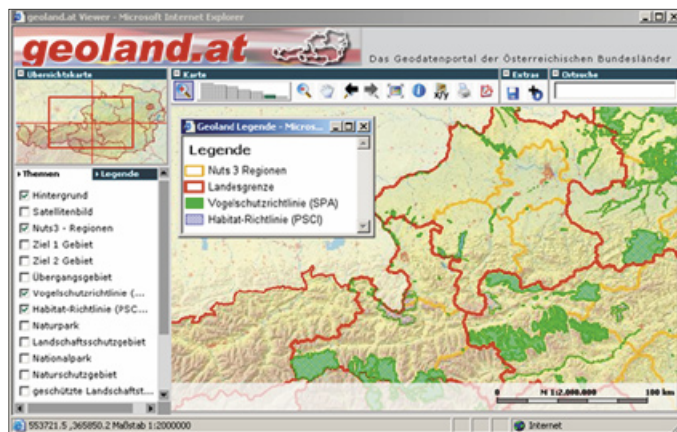 geoland.at Viewer - Microsoft Internet Explorer
geoland.at
Das Geodatenportal der Österreichischen Bundesländer
Übersichtskarte
Karte
Extras
Ortsuche
x/y
Geoland Legende - Micros...
Legende
Nuts 3 Regionen
Landesgrenze
Vogelschutzrichtlinie (SPA)
Habitat-Richtlinie (PSCI)
Themen
Legende
Hintergrund
Satellitenbild
Nuts3 - Regionen
Ziel 1 Gebiet
Ziel 2 Gebiet
Übergangsgebiet
Vogelschutzrichtlinie (...
Habitat-Richtlinie (PSC...
Naturpark
Landschaftsschutzgebiet
Nationalpark
Naturschutzgebiet
geschützte Landschaftst...
0 M 1:2.000.000 100 km
553721.5 ,365850.2 Maßstab 1:2000000
Internet